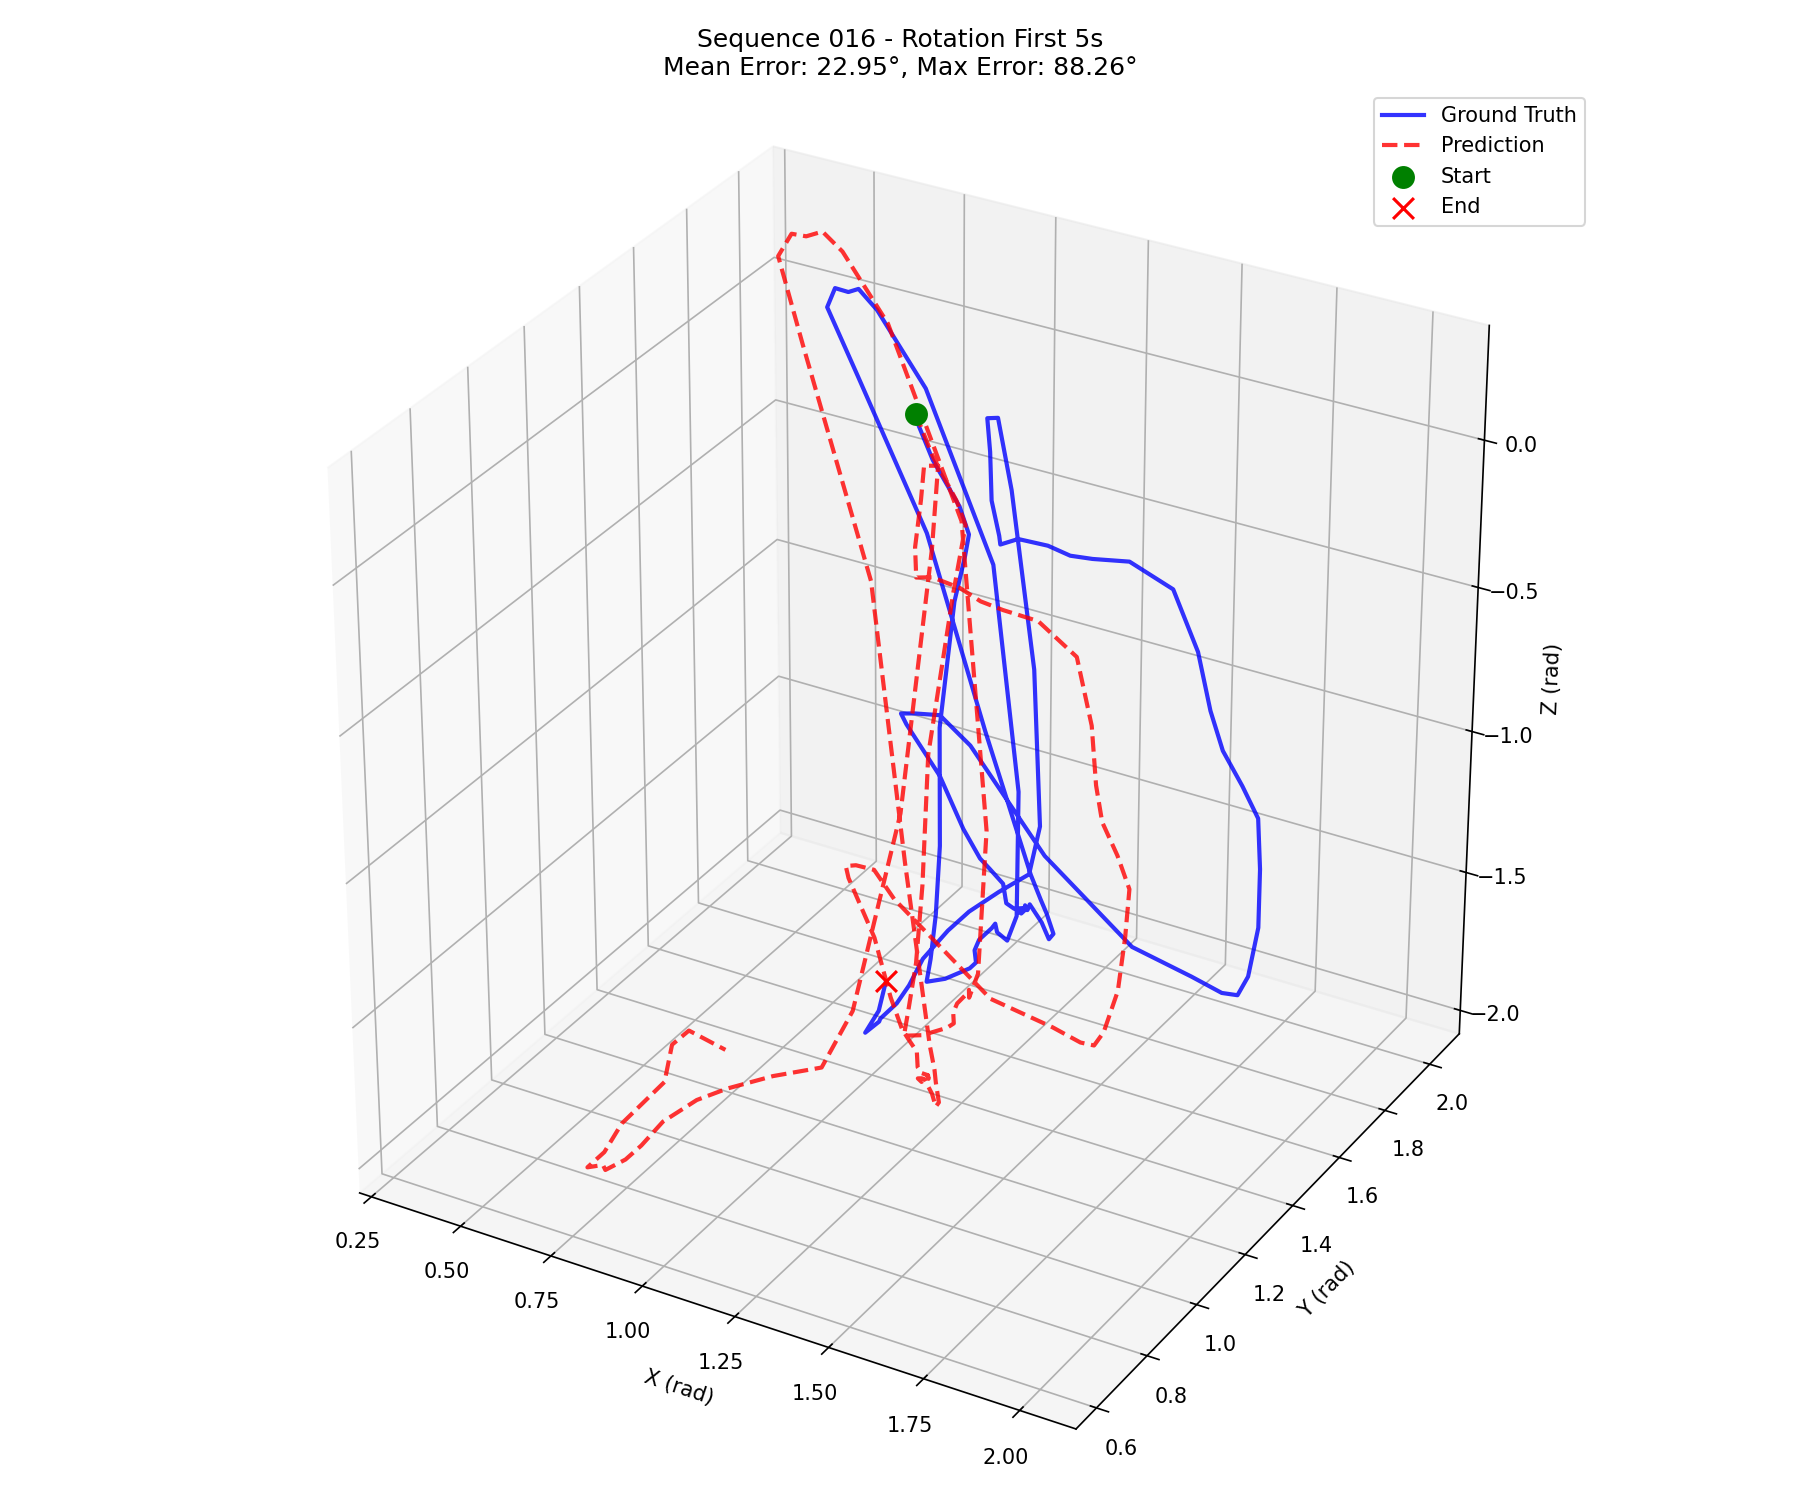 Sequence 016 - Rotation First 5s
Mean Error: 22.95°, Max Error: 88.26°
Ground Truth
Prediction
Start
End
0.0
−0.5
−1.0
−1.5
−2.0
Z (rad)
2.0
1.8
1.6
1.4
1.2
1.0
0.8
0.6
Y (rad)
0.25
0.50
0.75
1.00
1.25
1.50
1.75
2.00
X (rad)